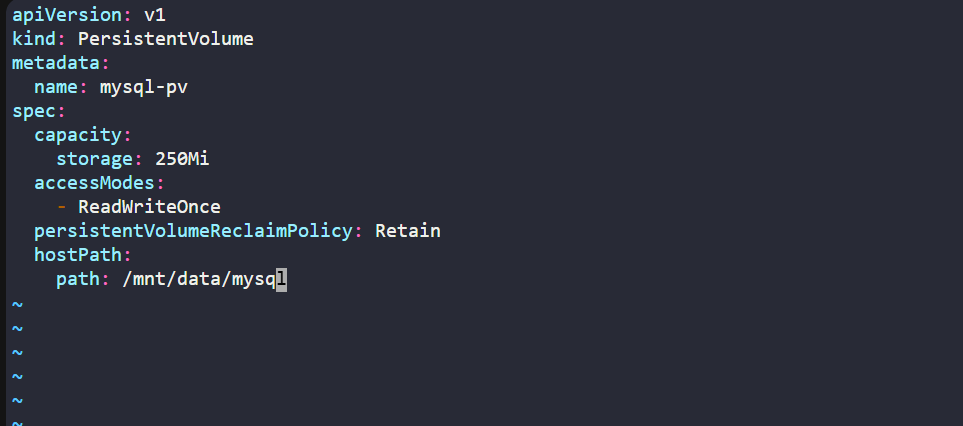 apiVersion: v1
kind: PersistentVolume
metadata:
  name: mysql-pv
spec:
  capacity:
    storage: 250Mi
  accessModes:
    - ReadWriteOnce
  persistentVolumeReclaimPolicy: Retain
  hostPath:
    path: /mnt/data/mysql
~
~
~
~
~
~